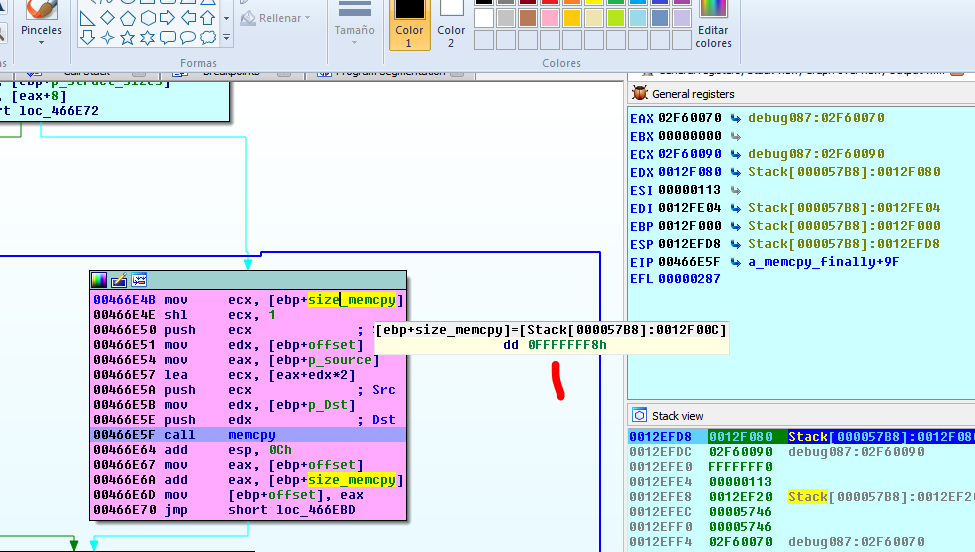 Pinceles
Rellenar
Tamaño
Color
1
Color
2
Editar
colores
Formas
Colores
, [eax+8]
rt loc_466E72
General registers
EAX 02F60070 debug087:02F60070
EBX 00000000
ECX 02F60090 debug087:02F60090
EDX 0012F080 Stack[000057B8]:0012F080
ESI 00000113
EDI 0012FE04 Stack[000057B8]:0012FE04
EBP 0012F000 Stack[000057B8]:0012F000
ESP 0012EFD8 Stack[000057B8]:0012EFD8
EIP 00466E5F a_memcpy_finally+9F
EFL 00000287
00466E4B mov ecx, [ebp+size_memcpy]
00466E4E shl ecx, 1
00466E50 push ecx ;
00466E51 mov edx, [ebp+offset]
00466E54 mov eax, [ebp+p_source]
00466E57 lea ecx, [eax+edx*2]
00466E5A push ecx ; Src
00466E5B mov edx, [ebp+p_Dst]
00466E5E push edx ; Dst
00466E5F call memcpy
00466E64 add esp, 0Ch
00466E67 mov eax, [ebp+offset]
00466E6A add eax, [ebp+size_memcpy]
00466E6D mov [ebp+offset], eax
00466E70 jmp short loc_466EBD
[ebp+size_memcpy]=[Stack[000057B8]:0012F00C]
dd 0FFFFFFF8h
Stack view
0012EFD8 0012F080 Stack[000057B8]:0012F080
0012EFDC 02F60090 debug087:02F60090
0012EFE0 FFFFFFF0
0012EFE4 00000113
0012EFE8 0012EF20 Stack[000057B8]:0012EF2
0012EFEC 00005746
0012EFF0 00005746
0012EFF4 02F60070 debug087:02F60070